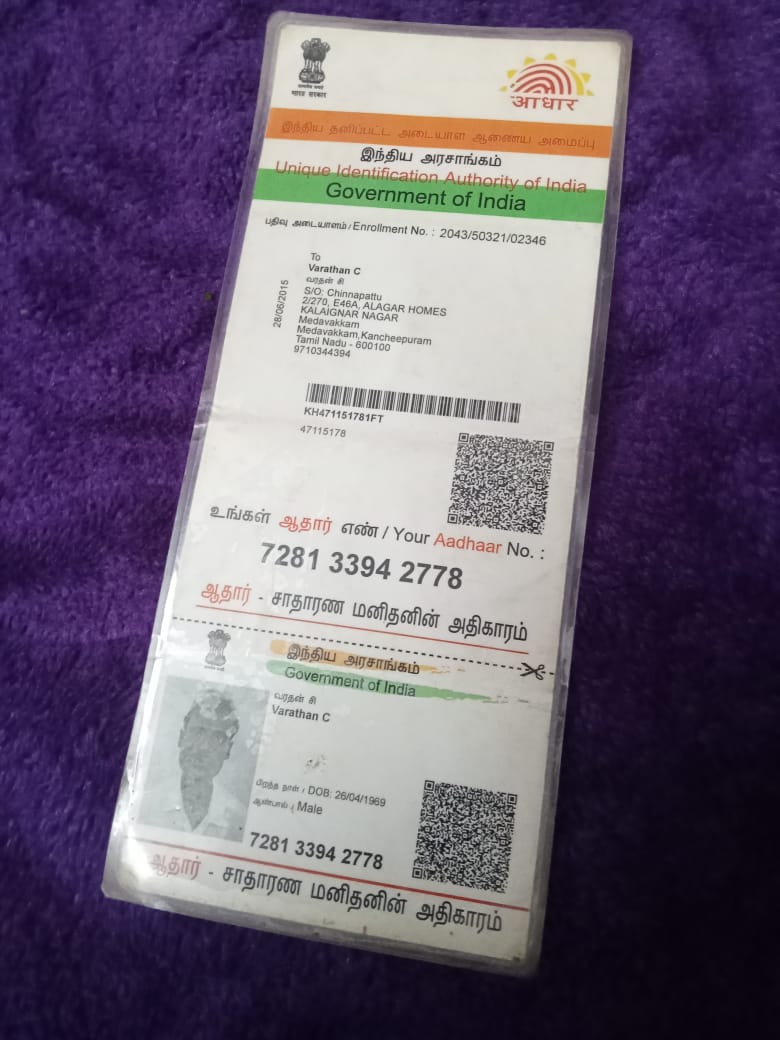 भारत सरकार
आधार
இந்திய தனிப்பட்ட அடையாள ஆணைய அமைப்பு
இந்திய அரசாங்கம்
Unique Identification Authority of India
Government of India
பதிவு அடையாளம் / Enrollment No. : 2043/50321/02346
28/06/2015
To
Varathan C
வரதன் சி
S/O: Chinnapattu
2/270, E46A, ALAGAR HOMES
KALAIGNAR NAGAR
Medavakkam
Medavakkam,Kancheepuram
Tamil Nadu - 600100
9710344394
KH471151781FT
47115178
உங்கள் ஆதார் எண் / Your Aadhaar No. :
7281 3394 2778
ஆதார் - சாதாரண மனிதனின் அதிகாரம்
இந்திய அரசாங்கம்
Government of India
வரதன் சி
Varathan C
பிறந்த நாள் / DOB: 26/04/1969
ஆண்பால் / Male
7281 3394 2778
ஆதார் - சாதாரண மனிதனின் அதிகாரம்